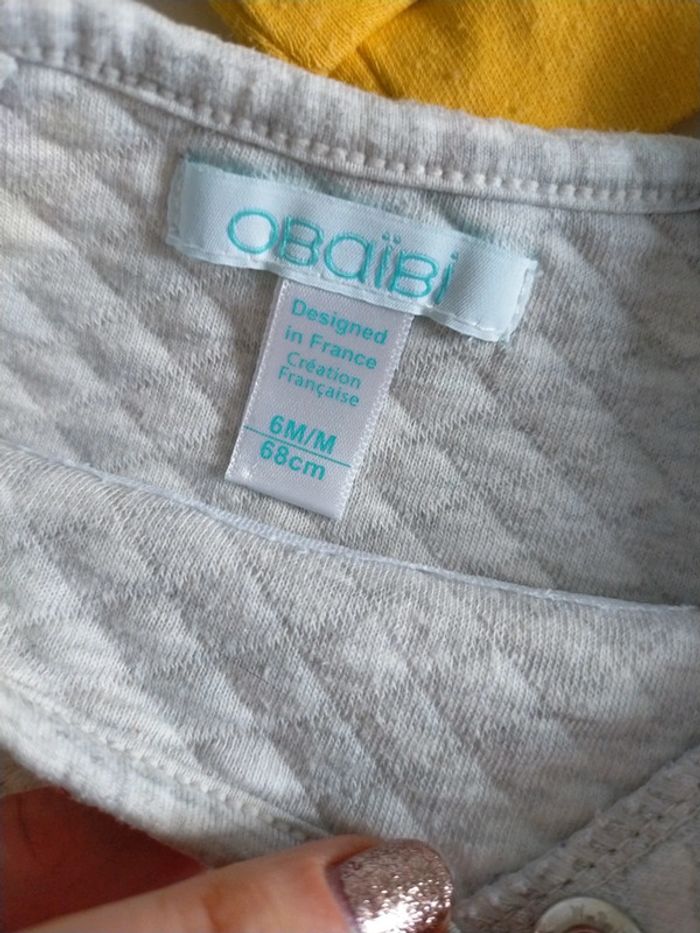 OBaïBi
Designed
in France
Création
Française
6M/M
68cm